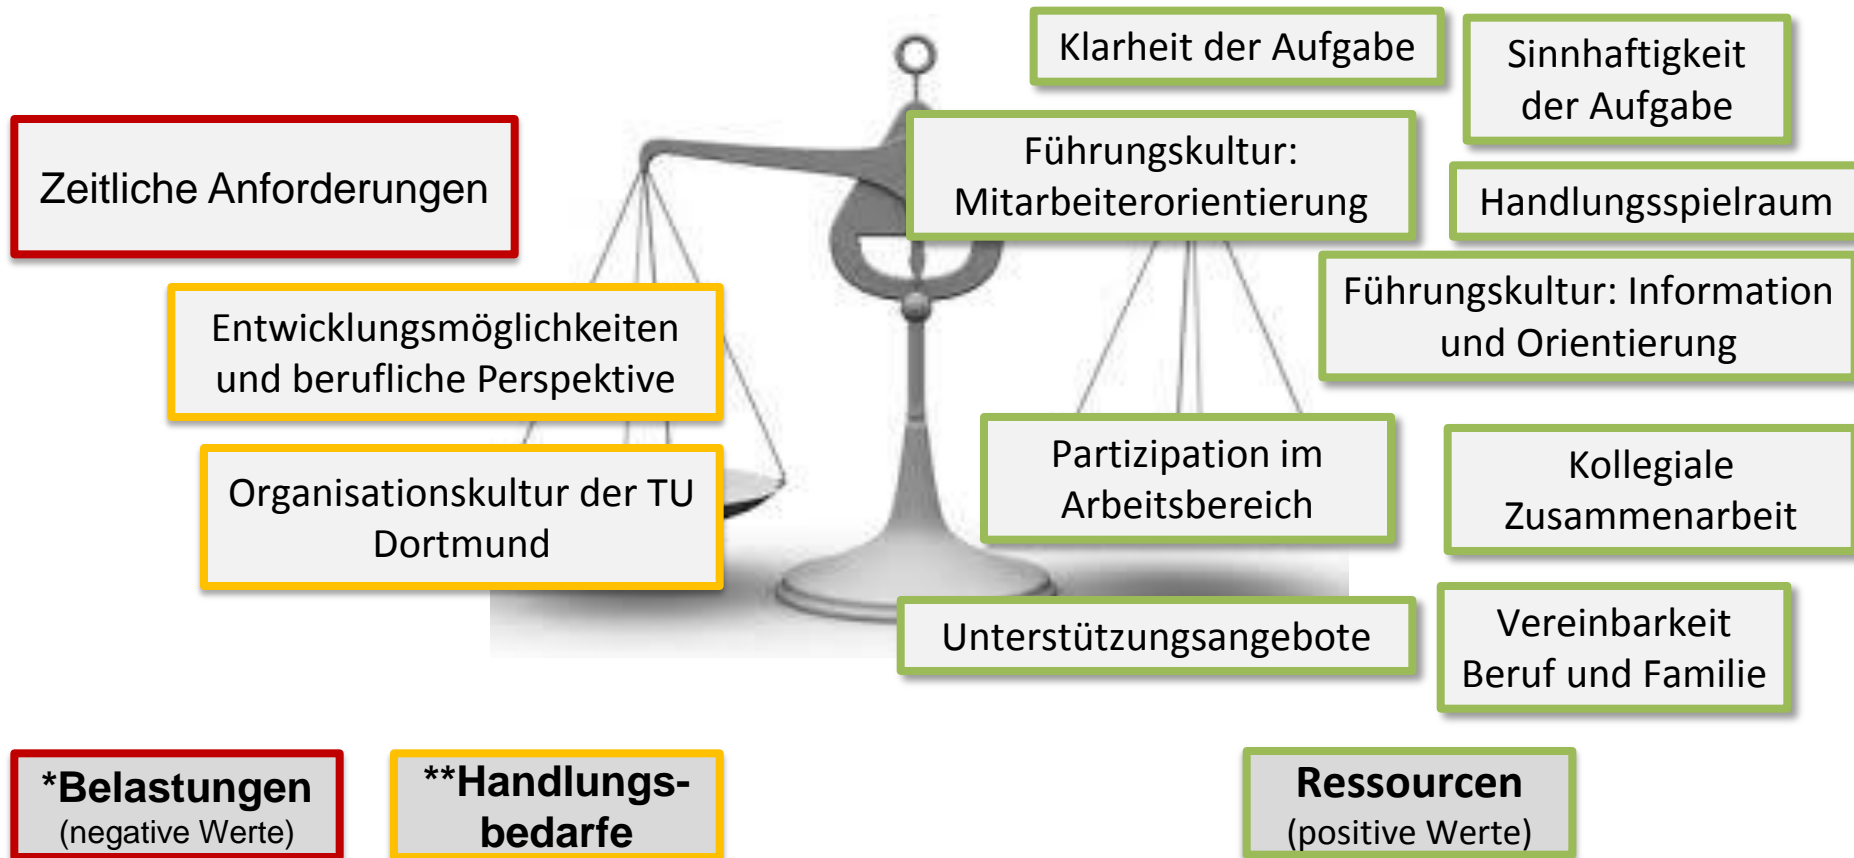 Klarheit der Aufgabe
Sinnhaftigkeit
der Aufgabe
Zeitliche Anforderungen
Führungskultur:
Mitarbeiterorientierung
Handlungsspielraum
Führungskultur: Information
und Orientierung
Entwicklungsmöglichkeiten
und berufliche Perspektive
Partizipation im
Arbeitsbereich
Kollegiale
Zusammenarbeit
Organisationskultur der TU
Dortmund
Unterstützungsangebote
Vereinbarkeit
Beruf und Familie
*Belastungen
(negative Werte)
**Handlungs-
bedarfe
Ressourcen
(positive Werte)